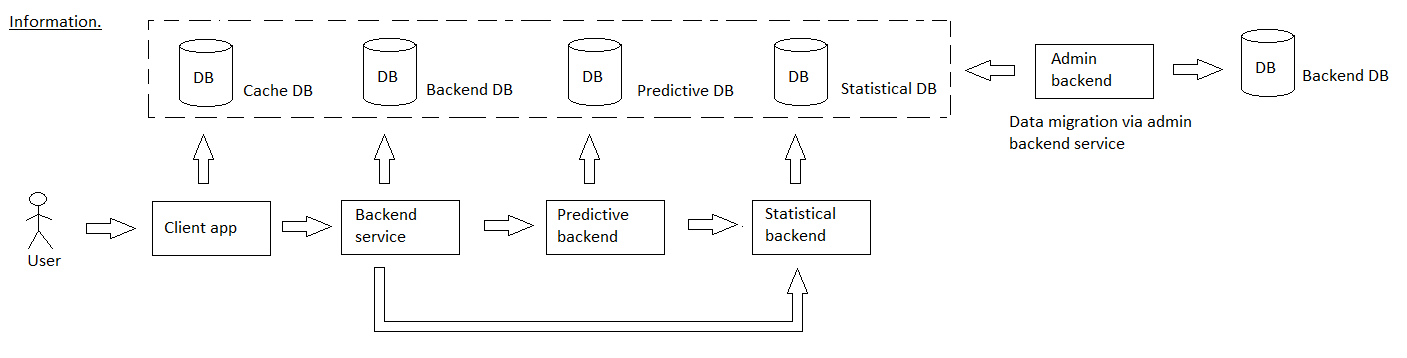 Information.
DB
Cache DB
DB
Backend DB
DB
Predictive DB
DB
Statistical DB
Admin
backend
DB
Backend DB
Data migration via admin
backend service
User
Client app
Backend
service
Predictive
backend
Statistical
backend